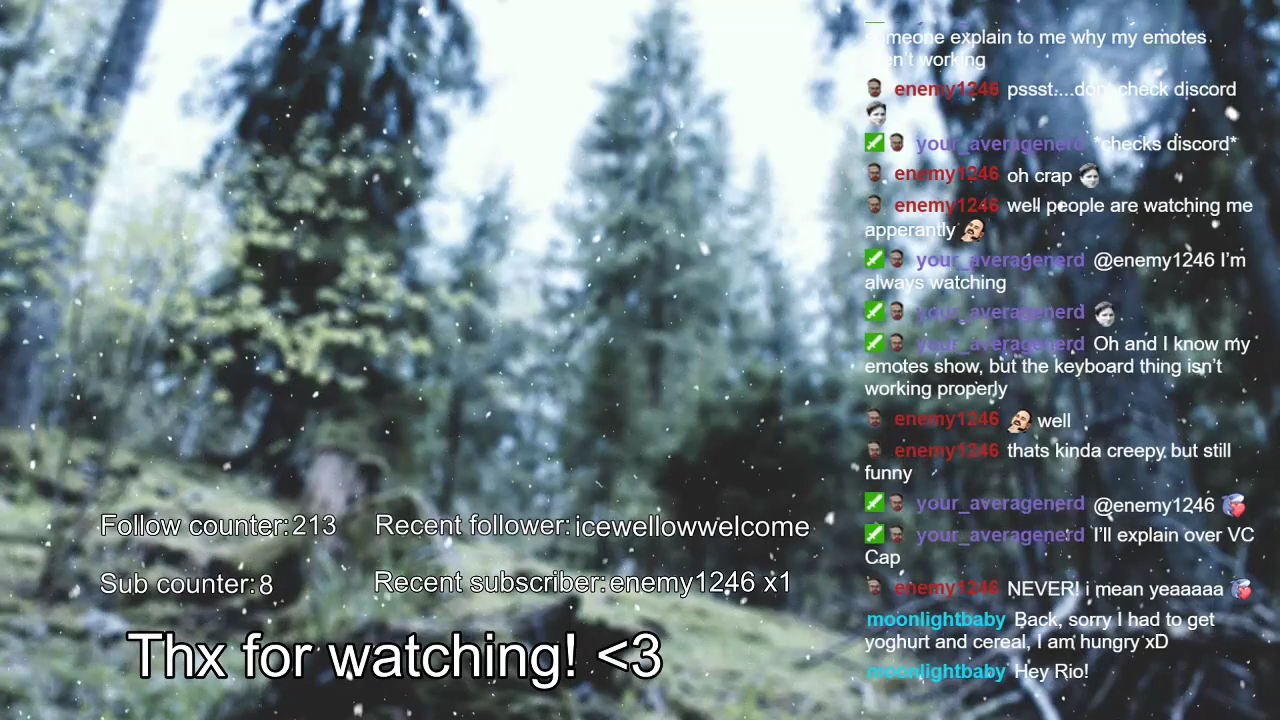 someone explain to me why my emotes
aren't working
enemy1246 pssst....don't check discord
your_averagenerd *checks discord*
enemy1246 oh crap
enemy1246 well people are watching me
apperantly
your_averagenerd @enemy1246 I'm
always watching
your_averagenerd
your_averagenerd Oh and I know my
emotes show, but the keyboard thing isn't
working properly
enemy1246 well
enemy1246 thats kinda creepy but still
funny
your_averagenerd @enemy1246
your_averagenerd I'll explain over VC
Cap
enemy1246 NEVER! i mean yeaaaaa
moonlightbaby Back, sorry I had to get
yoghurt and cereal, I am hungry xD
moonlightbaby Hey Rio!
Follow counter:213
Recent follower:icewellowwelcome
Sub counter:8
Recent subscriber:enemy1246 x1
Thx for watching! <3